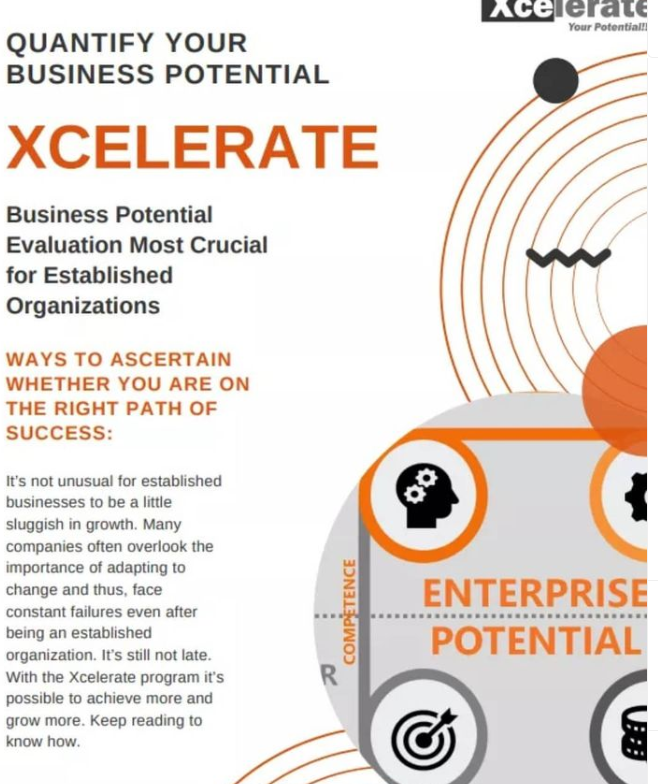 Xcelerate
Your Potential!!
QUANTIFY YOUR
BUSINESS POTENTIAL
XCELERATE
Business Potential
Evaluation Most Crucial
for Established
Organizations
WAYS TO ASCERTAIN
WHETHER YOU ARE ON
THE RIGHT PATH OF
SUCCESS:
It’s not unusual for established
businesses to be a little
sluggish in growth. Many
companies often overlook the
importance of adapting to
change and thus, face
constant failures even after
being an established
organization. It’s still not late.
With the Xcelerate program it’s
possible to achieve more and
grow more. Keep reading to
know how.
COMPETENCE
ENTERPRISE
POTENTIAL
R